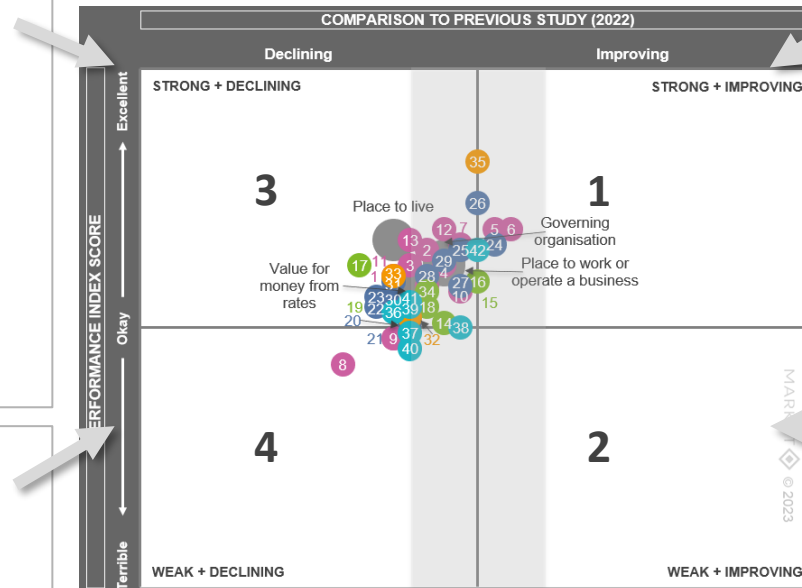 COMPARISON TO PREVIOUS STUDY (2022)
Declining
Improving
STRONG + DECLINING
STRONG + IMPROVING
Excellent
Okay
Terrible
ERFORMANCE INDEX SCORE
3
1
35
26
Place to live
12
7
5
6
Governing
organisation
13
2
25
42
24
17
11
3
29
Place to work or
operate a business
Value for
money from
rates
1
33
31
28
4
27
16
10
15
34
23
30
41
19
22
36
39
18
20
14
38
21
9
37
32
40
8
4
2
WEAK + DECLINING
WEAK + IMPROVING
© 2023